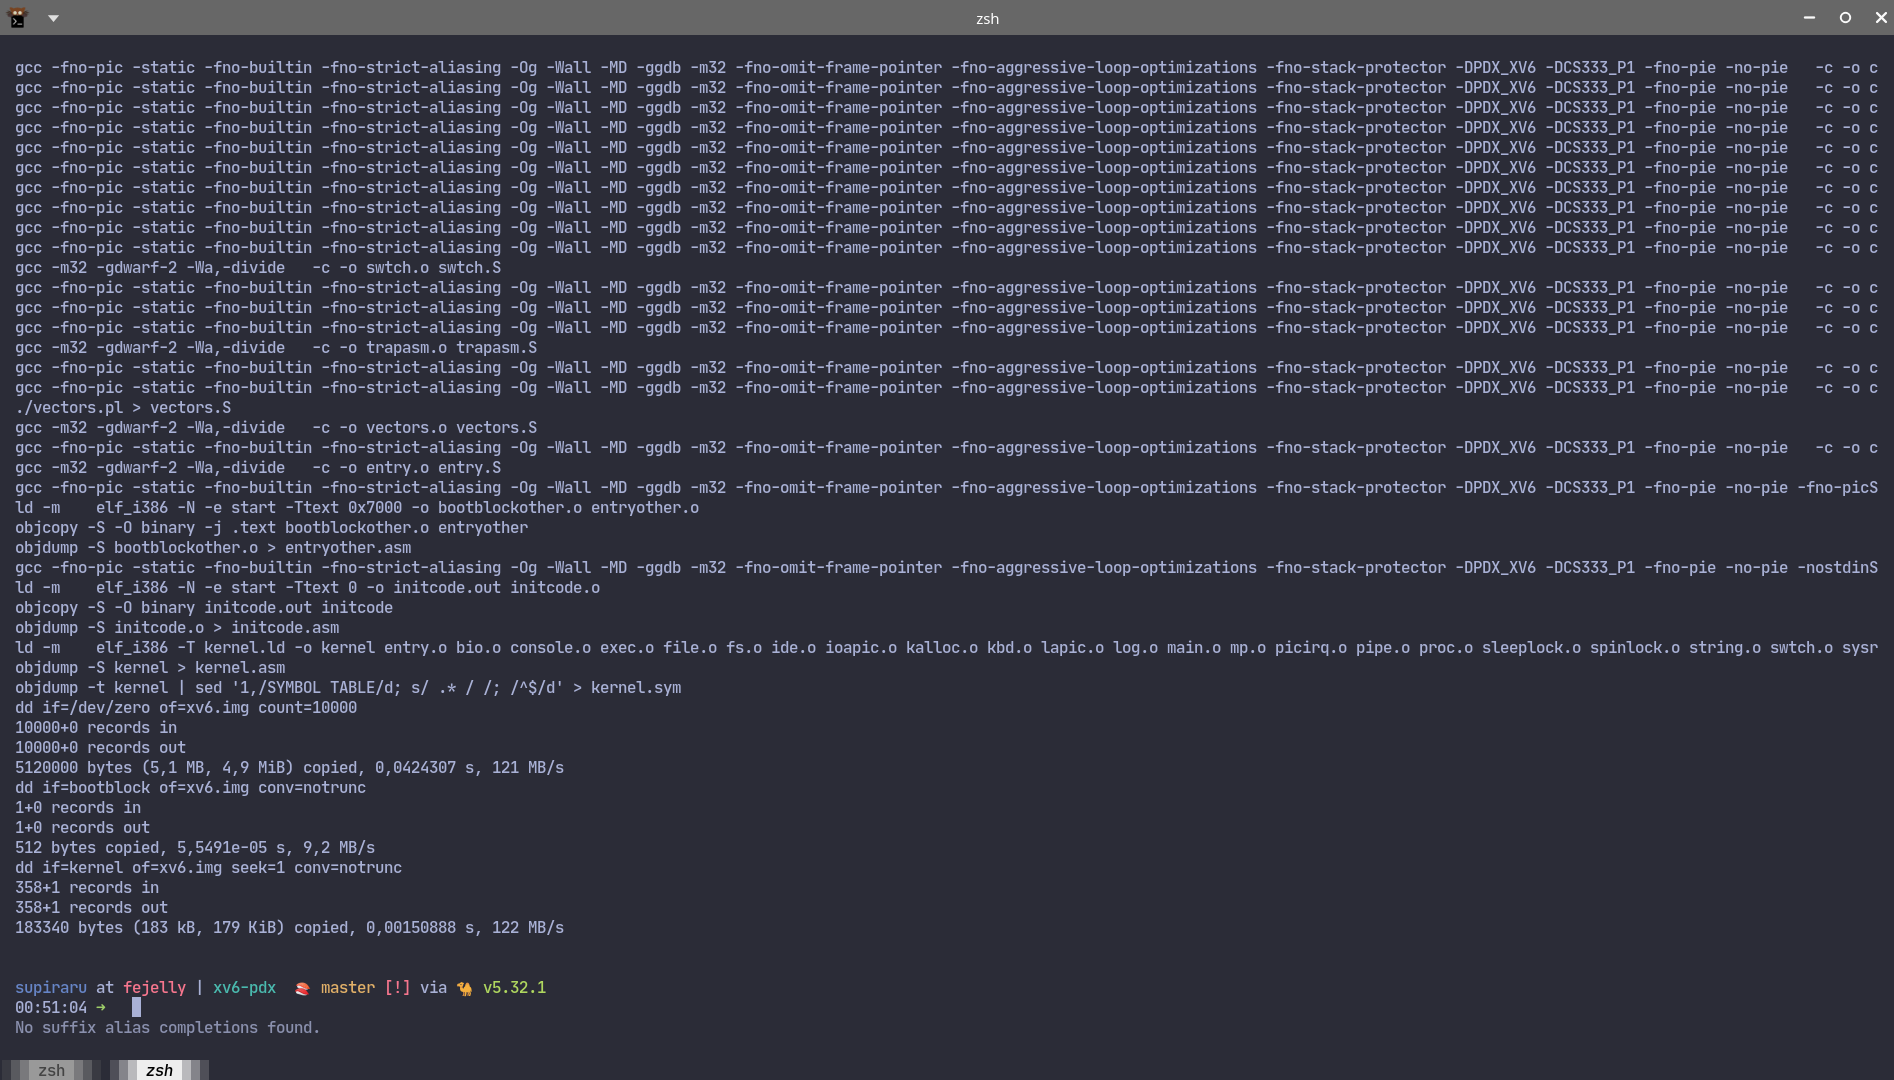 zsh
gcc -fno-pic -static -fno-builtin -fno-strict-aliasing -Og -Wall -MD -ggdb -m32 -fno-omit-frame-pointer -fno-aggressive-loop-optimizations -fno-stack-protector -DPDX_XV6 -DCS333_P1 -fno-pie -no-pie   -c -o c
gcc -fno-pic -static -fno-builtin -fno-strict-aliasing -Og -Wall -MD -ggdb -m32 -fno-omit-frame-pointer -fno-aggressive-loop-optimizations -fno-stack-protector -DPDX_XV6 -DCS333_P1 -fno-pie -no-pie   -c -o c
gcc -fno-pic -static -fno-builtin -fno-strict-aliasing -Og -Wall -MD -ggdb -m32 -fno-omit-frame-pointer -fno-aggressive-loop-optimizations -fno-stack-protector -DPDX_XV6 -DCS333_P1 -fno-pie -no-pie   -c -o c
gcc -fno-pic -static -fno-builtin -fno-strict-aliasing -Og -Wall -MD -ggdb -m32 -fno-omit-frame-pointer -fno-aggressive-loop-optimizations -fno-stack-protector -DPDX_XV6 -DCS333_P1 -fno-pie -no-pie   -c -o c
gcc -fno-pic -static -fno-builtin -fno-strict-aliasing -Og -Wall -MD -ggdb -m32 -fno-omit-frame-pointer -fno-aggressive-loop-optimizations -fno-stack-protector -DPDX_XV6 -DCS333_P1 -fno-pie -no-pie   -c -o c
gcc -fno-pic -static -fno-builtin -fno-strict-aliasing -Og -Wall -MD -ggdb -m32 -fno-omit-frame-pointer -fno-aggressive-loop-optimizations -fno-stack-protector -DPDX_XV6 -DCS333_P1 -fno-pie -no-pie   -c -o c
gcc -fno-pic -static -fno-builtin -fno-strict-aliasing -Og -Wall -MD -ggdb -m32 -fno-omit-frame-pointer -fno-aggressive-loop-optimizations -fno-stack-protector -DPDX_XV6 -DCS333_P1 -fno-pie -no-pie   -c -o c
gcc -fno-pic -static -fno-builtin -fno-strict-aliasing -Og -Wall -MD -ggdb -m32 -fno-omit-frame-pointer -fno-aggressive-loop-optimizations -fno-stack-protector -DPDX_XV6 -DCS333_P1 -fno-pie -no-pie   -c -o c
gcc -fno-pic -static -fno-builtin -fno-strict-aliasing -Og -Wall -MD -ggdb -m32 -fno-omit-frame-pointer -fno-aggressive-loop-optimizations -fno-stack-protector -DPDX_XV6 -DCS333_P1 -fno-pie -no-pie   -c -o c
gcc -fno-pic -static -fno-builtin -fno-strict-aliasing -Og -Wall -MD -ggdb -m32 -fno-omit-frame-pointer -fno-aggressive-loop-optimizations -fno-stack-protector -DPDX_XV6 -DCS333_P1 -fno-pie -no-pie   -c -o c
gcc -m32 -gdwarf-2 -Wa,-divide   -c -o swtch.o swtch.S
gcc -fno-pic -static -fno-builtin -fno-strict-aliasing -Og -Wall -MD -ggdb -m32 -fno-omit-frame-pointer -fno-aggressive-loop-optimizations -fno-stack-protector -DPDX_XV6 -DCS333_P1 -fno-pie -no-pie   -c -o c
gcc -fno-pic -static -fno-builtin -fno-strict-aliasing -Og -Wall -MD -ggdb -m32 -fno-omit-frame-pointer -fno-aggressive-loop-optimizations -fno-stack-protector -DPDX_XV6 -DCS333_P1 -fno-pie -no-pie   -c -o c
gcc -fno-pic -static -fno-builtin -fno-strict-aliasing -Og -Wall -MD -ggdb -m32 -fno-omit-frame-pointer -fno-aggressive-loop-optimizations -fno-stack-protector -DPDX_XV6 -DCS333_P1 -fno-pie -no-pie   -c -o c
gcc -m32 -gdwarf-2 -Wa,-divide   -c -o trapasm.o trapasm.S
gcc -fno-pic -static -fno-builtin -fno-strict-aliasing -Og -Wall -MD -ggdb -m32 -fno-omit-frame-pointer -fno-aggressive-loop-optimizations -fno-stack-protector -DPDX_XV6 -DCS333_P1 -fno-pie -no-pie   -c -o c
gcc -fno-pic -static -fno-builtin -fno-strict-aliasing -Og -Wall -MD -ggdb -m32 -fno-omit-frame-pointer -fno-aggressive-loop-optimizations -fno-stack-protector -DPDX_XV6 -DCS333_P1 -fno-pie -no-pie   -c -o c
./vectors.pl > vectors.S
gcc -m32 -gdwarf-2 -Wa,-divide   -c -o vectors.o vectors.S
gcc -fno-pic -static -fno-builtin -fno-strict-aliasing -Og -Wall -MD -ggdb -m32 -fno-omit-frame-pointer -fno-aggressive-loop-optimizations -fno-stack-protector -DPDX_XV6 -DCS333_P1 -fno-pie -no-pie   -c -o c
gcc -m32 -gdwarf-2 -Wa,-divide   -c -o entry.o entry.S
gcc -fno-pic -static -fno-builtin -fno-strict-aliasing -Og -Wall -MD -ggdb -m32 -fno-omit-frame-pointer -fno-aggressive-loop-optimizations -fno-stack-protector -DPDX_XV6 -DCS333_P1 -fno-pie -no-pie -fno-picS
ld -m    elf_i386 -N -e start -Ttext 0x7000 -o bootblockother.o entryother.o
objcopy -S -O binary -j .text bootblockother.o entryother
objdump -S bootblockother.o > entryother.asm
gcc -fno-pic -static -fno-builtin -fno-strict-aliasing -Og -Wall -MD -ggdb -m32 -fno-omit-frame-pointer -fno-aggressive-loop-optimizations -fno-stack-protector -DPDX_XV6 -DCS333_P1 -fno-pie -no-pie -nostdinS
ld -m    elf_i386 -N -e start -Ttext 0 -o initcode.out initcode.o
objcopy -S -O binary initcode.out initcode
objdump -S initcode.o > initcode.asm
ld -m    elf_i386 -T kernel.ld -o kernel entry.o bio.o console.o exec.o file.o fs.o ide.o ioapic.o kalloc.o kbd.o lapic.o log.o main.o mp.o picirq.o pipe.o proc.o sleeplock.o spinlock.o string.o swtch.o sysr
objdump -S kernel > kernel.asm
objdump -t kernel | sed '1,/SYMBOL TABLE/d; s/ .* / /; /^$/d' > kernel.sym
dd if=/dev/zero of=xv6.img count=10000
10000+0 records in
10000+0 records out
5120000 bytes (5,1 MB, 4,9 MiB) copied, 0,0424307 s, 121 MB/s
dd if=bootblock of=xv6.img conv=notrunc
1+0 records in
1+0 records out
512 bytes copied, 5,5491e-05 s, 9,2 MB/s
dd if=kernel of=xv6.img seek=1 conv=notrunc
358+1 records in
358+1 records out
183340 bytes (183 kB, 179 KiB) copied, 0,00150888 s, 122 MB/s
supiraru at fejelly | xv6-pdx 🍣 master [!] via 🐪 v5.32.1
00:51:04 →
No suffix alias completions found.
zsh zsh